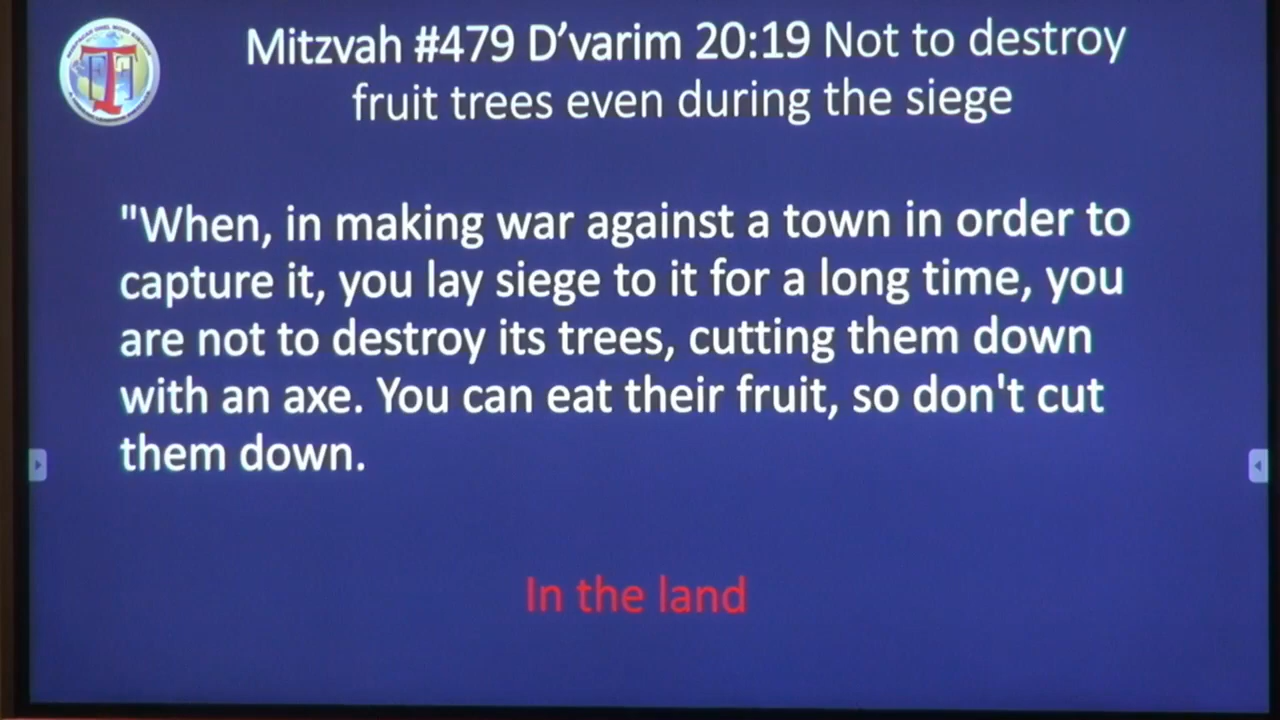 Mitzvah #479 D’varim 20:19 Not to destroy
fruit trees even during the siege
"When, in making war against a town in order to
capture it, you lay siege to it for a long time, you
are not to destroy its trees, cutting them down
with an axe. You can eat their fruit, so don't cut
them down.
In the land